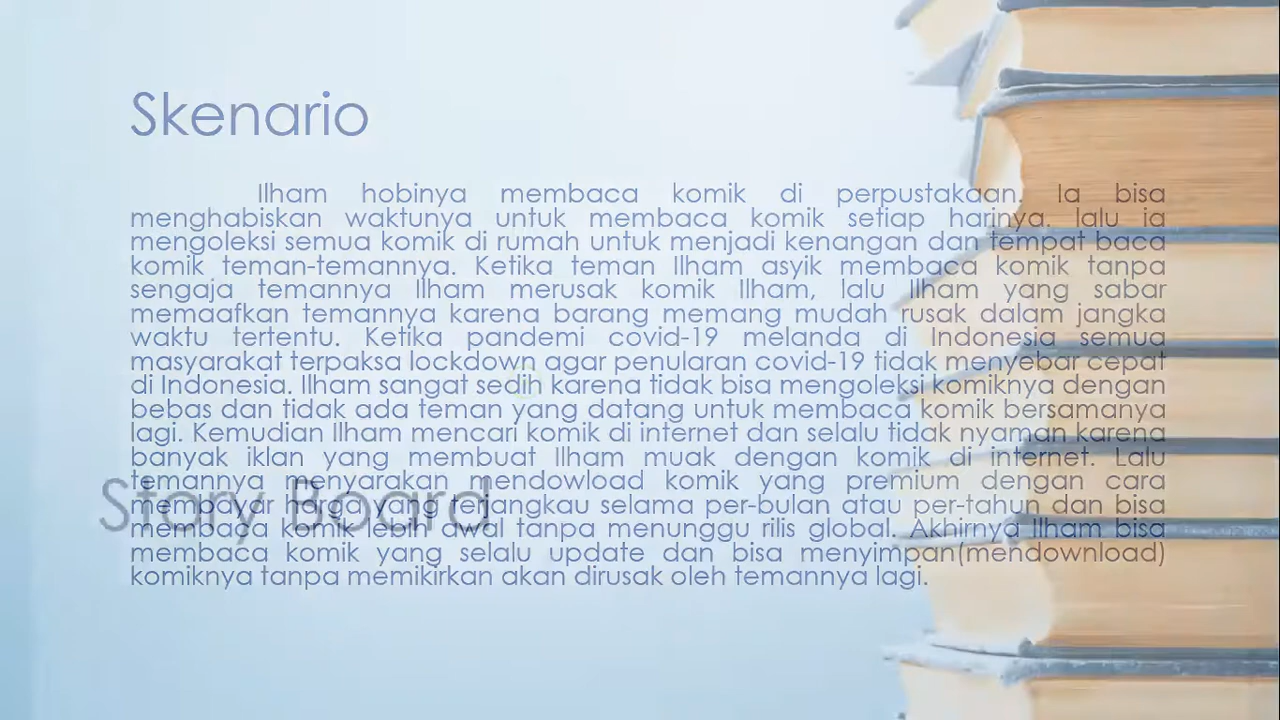 Skenario
Ilham hobinya membaca komik di perpustakaan. Ia bisa
menghabiskan waktunya untuk membaca komik setiap harinya. lalu ia
mengoleksi semua komik di rumah untuk menjadi kenangan dan tempat baca
komik teman-temannya. Ketika teman Ilham asyik membaca komik tanpa
sengaja temannya Ilham merusak komik Ilham, lalu Ilham yang sabar
memaafkan temannya karena barang memang mudah rusak dalam jangka
waktu tertentu. Ketika pandemi covid-19 melanda di Indonesia semua
masyarakat terpaksa lockdown agar penularan covid-19 tidak menyebar cepat
di Indonesia. Ilham sangat sedih karena tidak bisa mengoleksi komiknya dengan
bebas dan tidak ada teman yang datang untuk membaca komik bersamanya
lagi. Kemudian Ilham mencari komik di internet dan selalu tidak nyaman karena
banyak iklan yang membuat Ilham muak dengan komik di internet. Lalu
temannya menyarakan mendowload komik yang premium dengan cara
membayar harga yang terjangkau selama per-bulan atau per-tahun dan bisa
membaca komik lebih awal tanpa menunggu rilis global. Akhirnya Ilham bisa
membaca komik yang selalu update dan bisa menyimpan(mendownload)
komiknya tanpa memikirkan akan dirusak oleh temannya lagi.
Story Board